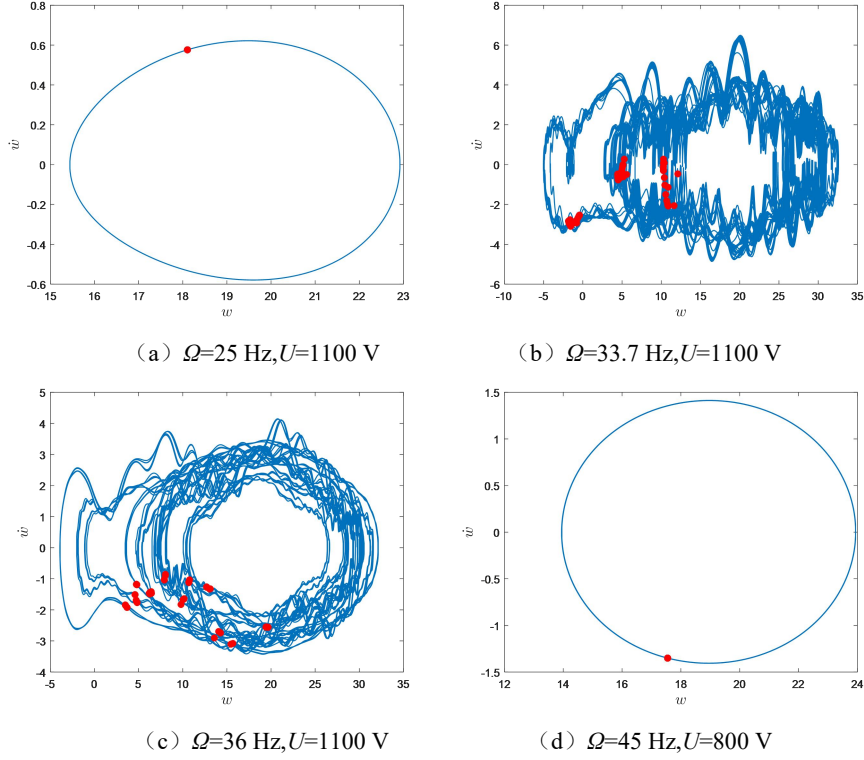 0.8
0.6
0.4
0.2
0
-0.2
-0.4
-0.6
ẇ
15 16 17 18 19 20 21 22 23
w
（a）Ω=25 Hz,U=1100 V
8
6
4
2
0
-2
-4
-6
ẇ
-10 -5 0 5 10 15 20 25 30 35
w
（b）Ω=33.7 Hz,U=1100 V
5
4
3
2
1
0
-1
-2
-3
-4
ẇ
-5 0 5 10 15 20 25 30 35
w
（c）Ω=36 Hz,U=1100 V
1.5
1
0.5
0
-0.5
-1
-1.5
ẇ
12 14 16 18 20 22 24
w
（d）Ω=45 Hz,U=800 V